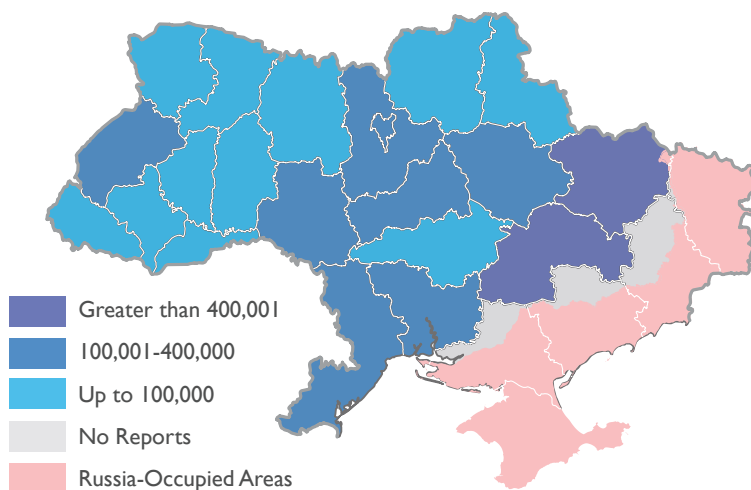 Greater than 400,001
100,001-400,000
Up to 100,000
No Reports
Russia-Occupied Areas